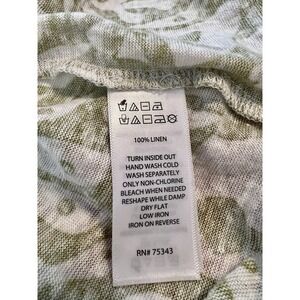 100% LINEN
TURN INSIDE OUT
HAND WASH COLD
WASH SEPARATELY
ONLY NON-CHLORINE
BLEACH WHEN NEEDED
RESHAPE WHILE DAMP
DRY FLAT
LOW IRON
IRON ON REVERSE
RN# 75343